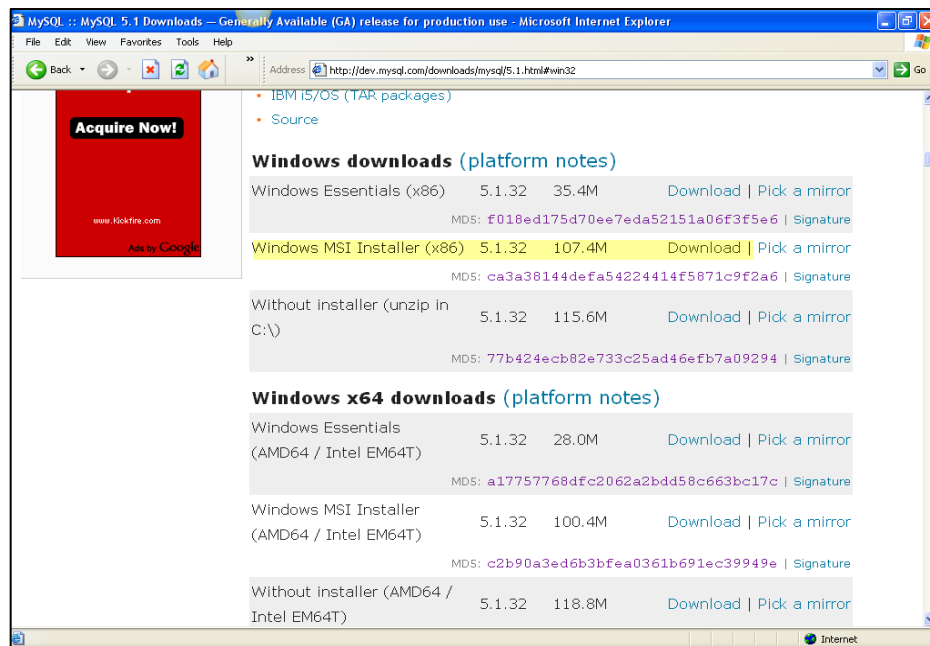 MySQL :: MySQL 5.1 Downloads — Generally Available (GA) release for production use - Microsoft Internet Explorer
File Edit View Favorites Tools Help
Back » Address http://dev.mysql.com/downloads/mysql/5.1.html#win32 Go
• IBM i5/OS (TAR packages)
• Source
Acquire Now!
www.Kickfire.com
Ads by Google
Windows downloads (platform notes)
Windows Essentials (x86) 5.1.32 35.4M Download | Pick a mirror
MD5: f018ed175d70ee7eda52151a06f3f5e6 | Signature
Windows MSI Installer (x86) 5.1.32 107.4M Download | Pick a mirror
MD5: ca3a38144defa54224414f5871c9f2a6 | Signature
Without installer (unzip in
C:\) 5.1.32 115.6M Download | Pick a mirror
MD5: 77b424ecb82e733c25ad46efb7a09294 | Signature
Windows x64 downloads (platform notes)
Windows Essentials
(AMD64 / Intel EM64T) 5.1.32 28.0M Download | Pick a mirror
MD5: a17757768dfc2062a2bdd58c663bc17c | Signature
Windows MSI Installer
(AMD64 / Intel EM64T) 5.1.32 100.4M Download | Pick a mirror
MD5: c2b90a3ed6b3bfea0361b691ec39949e | Signature
Without installer (AMD64 /
Intel EM64T) 5.1.32 118.8M Download | Pick a mirror
Internet